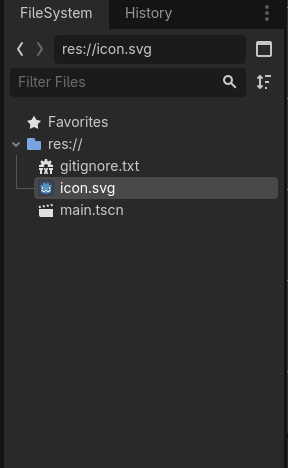 FileSystem History
res://icon.svg
Filter Files
Favorites
res://
gitignore.txt
icon.svg
main.tscn